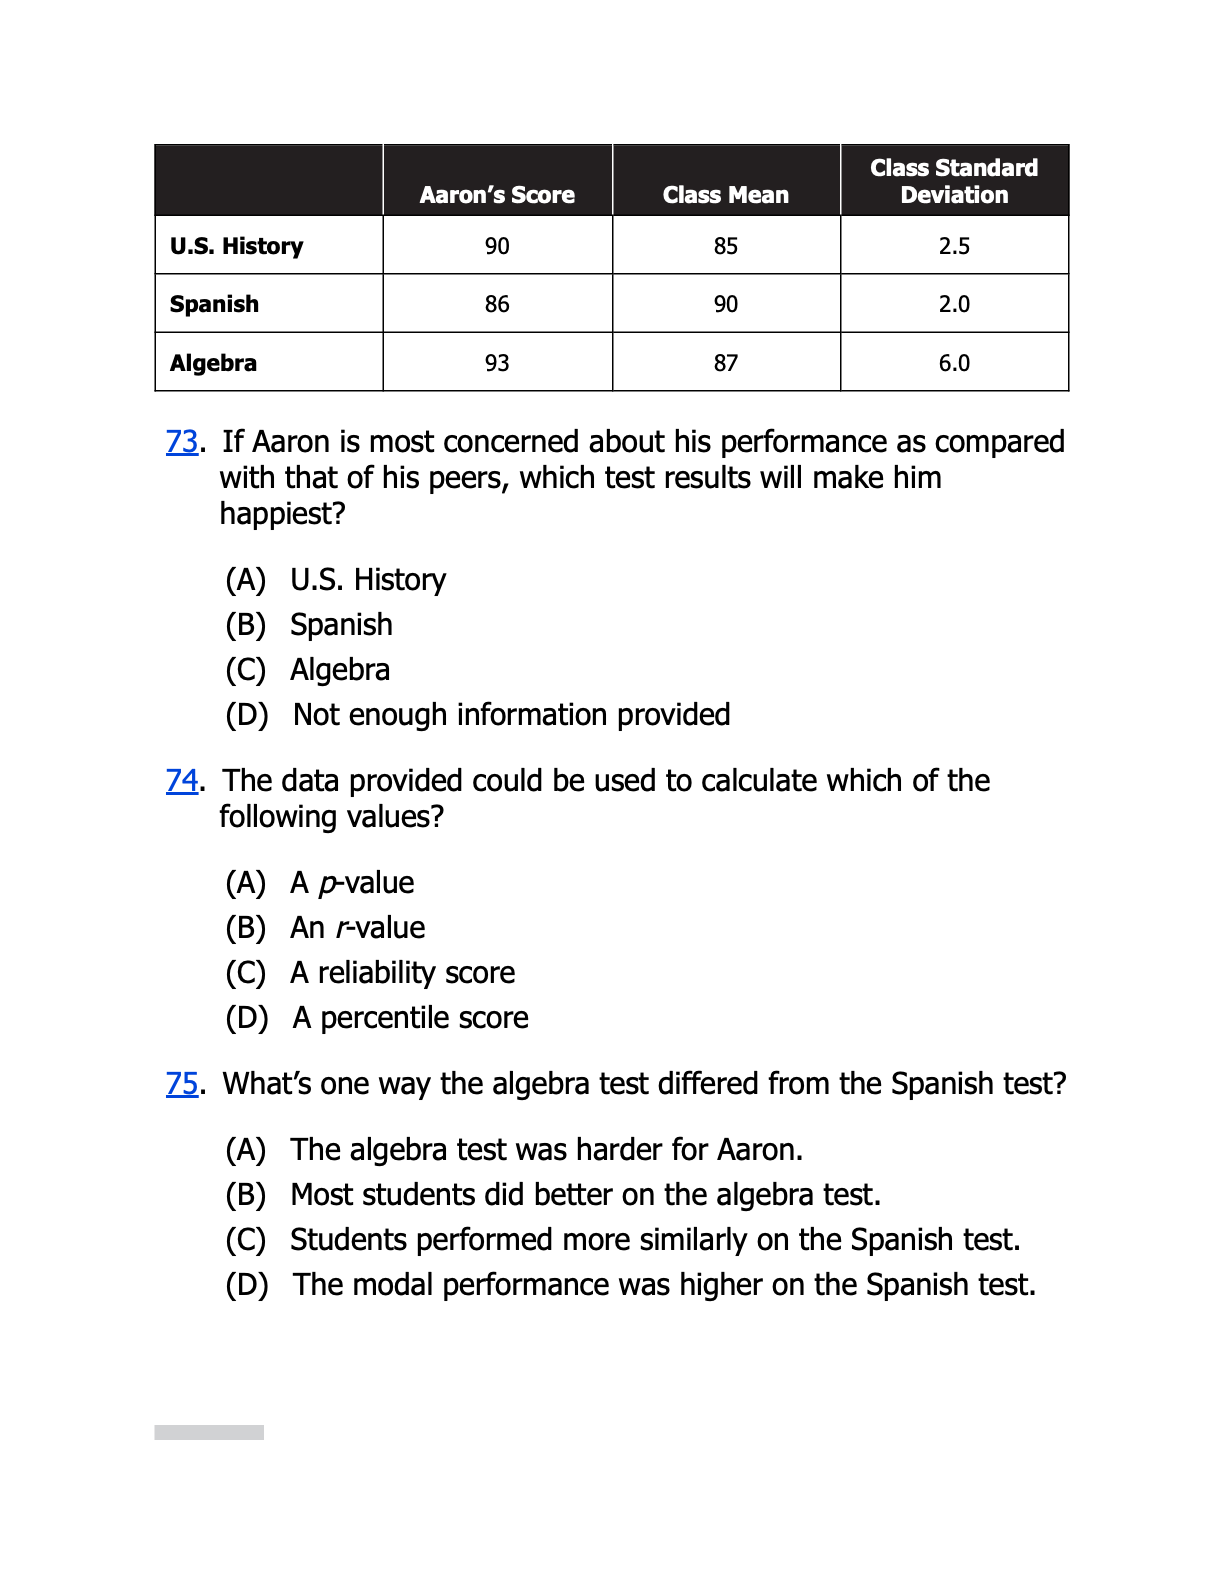 Aaron's Score Class Mean Class Standard Deviation
U.S. History 90 85 2.5
Spanish 86 90 2.0
Algebra 93 87 6.0
73. If Aaron is most concerned about his performance as compared
with that of his peers, which test results will make him
happiest?
(A) U.S. History
(B) Spanish
(C) Algebra
(D) Not enough information provided
74. The data provided could be used to calculate which of the
following values?
(A) A p-value
(B) An r-value
(C) A reliability score
(D) A percentile score
75. What's one way the algebra test differed from the Spanish test?
(A) The algebra test was harder for Aaron.
(B) Most students did better on the algebra test.
(C) Students performed more similarly on the Spanish test.
(D) The modal performance was higher on the Spanish test.